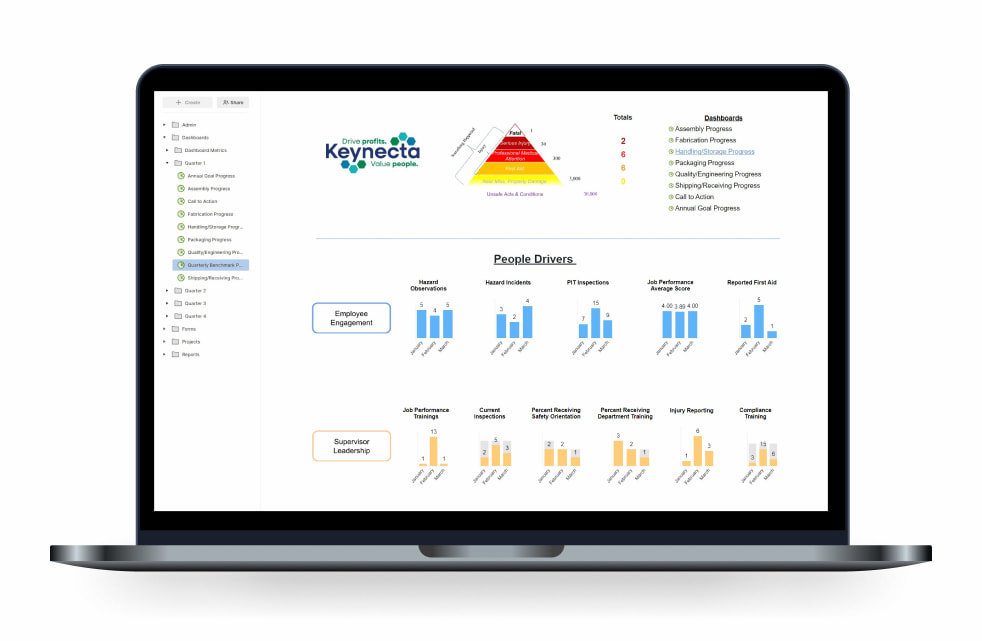 Create
Share
Admin
Dashboards
Dashboard Metrics
Quarter 1
Annual Goal Progress
Assembly Progress
Call to Action
Fabrication Progress
Handling/Storage Progr...
Packaging Progress
Quality/Engineering Pro...
Quarterly Benchmark P...
Shipping/Receiving Pro...
Quarter 2
Quarter 3
Quarter 4
Forms
Projects
Reports
Drive profits.
Keynecta
Value people.
Injury
Fatal
1
Serious Injury
30
Professional Medical
Attention
300
First Aid
Near Miss, Property Damage
3,000
Unsafe Acts & Conditions
30,000
Totals
2
6
6
0
Dashboards
Assembly Progress
Fabrication Progress
Handling/Storage Progress
Packaging Progress
Quality/Engineering Progress
Shipping/Receiving Progress
Call to Action
Annual Goal Progress
People Drivers
Employee
Engagement
Hazard
Observations
5 4 5
January February March
Hazard Incidents
3 2 4
January February March
PIT Inspections
7 15 9
January February March
Job Performance
Average Score
4.00 3.89 4.00
January February March
Reported First Aid
2 5 1
January February March
Supervisor
Leadership
Job Performance
Trainings
1 13 1
January February March
Current
Inspections
2 5 3
January February March
Percent Receiving
Safety Orientation
2 2 1
January February March
Percent Receiving
Department Training
3 2 1
January February March
Injury Reporting
1 6 3
January February March
Compliance
Training
3 15 8
January February March